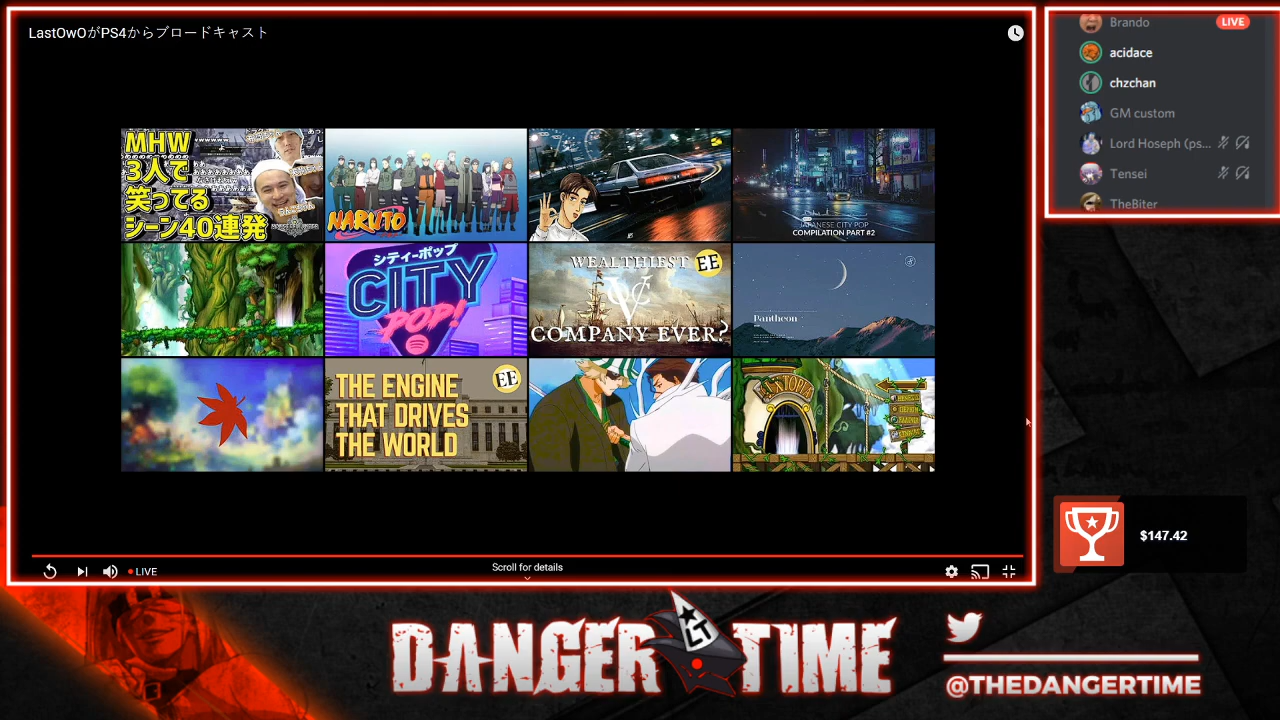 LastOwOがPS4からブロードキャスト
MHW
3人で
笑ってる
シーン40連発
NARUTO
JAPANESE CITY POP
COMPILATION PART #2
シティーポップ
CITY
POP!
WEALTHIEST
EE
VOC
COMPANY EVER?
Pantheon
THE ENGINE
THAT DRIVES
THE WORLD
EE
LIVE
Scroll for details
Brando
LIVE
acidace
chzchan
GM custom
Lord Hoseph (ps...
Tensei
TheBiter
$147.42
DANGER TIME
LT
@THEDANGERTIME